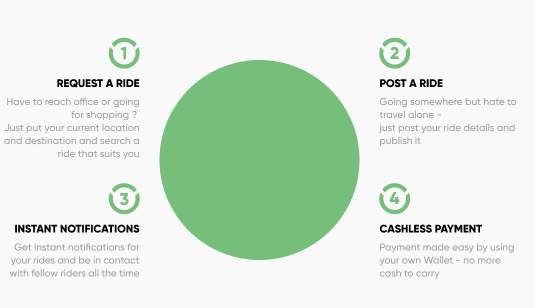 1
REQUEST A RIDE
Have to reach office or going
for shopping ?
Just put your current location
and destination and search a
ride that suits you
2
POST A RIDE
Going somewhere but hate to
travel alone -
just post your ride details and
publish it
3
INSTANT NOTIFICATIONS
Get instant notifications for
your rides and be in contact
with fellow riders all the time
4
CASHLESS PAYMENT
Payment made easy by using
your own Wallet - no more
cash to carry